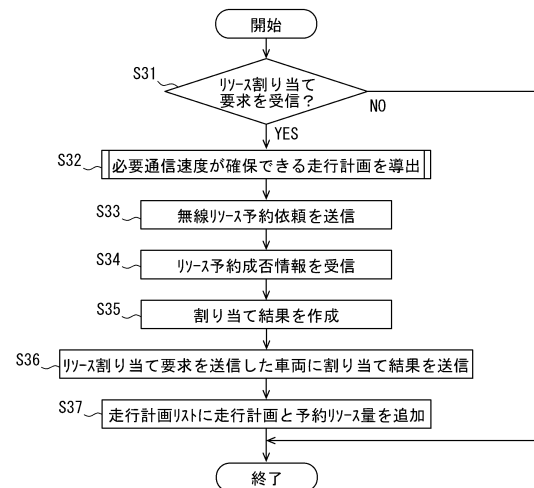 開始
S31
リソース割り当て
要求を受信？
NO
YES
S32
必要通信速度が確保できる走行計画を導出
S33
無線リソース予約依頼を送信
S34
リソース予約成否情報を受信
S35
割り当て結果を作成
S36
リソース割り当て要求を送信した車両に割り当て結果を送信
S37
走行計画リストに走行計画と予約リソース量を追加
終了